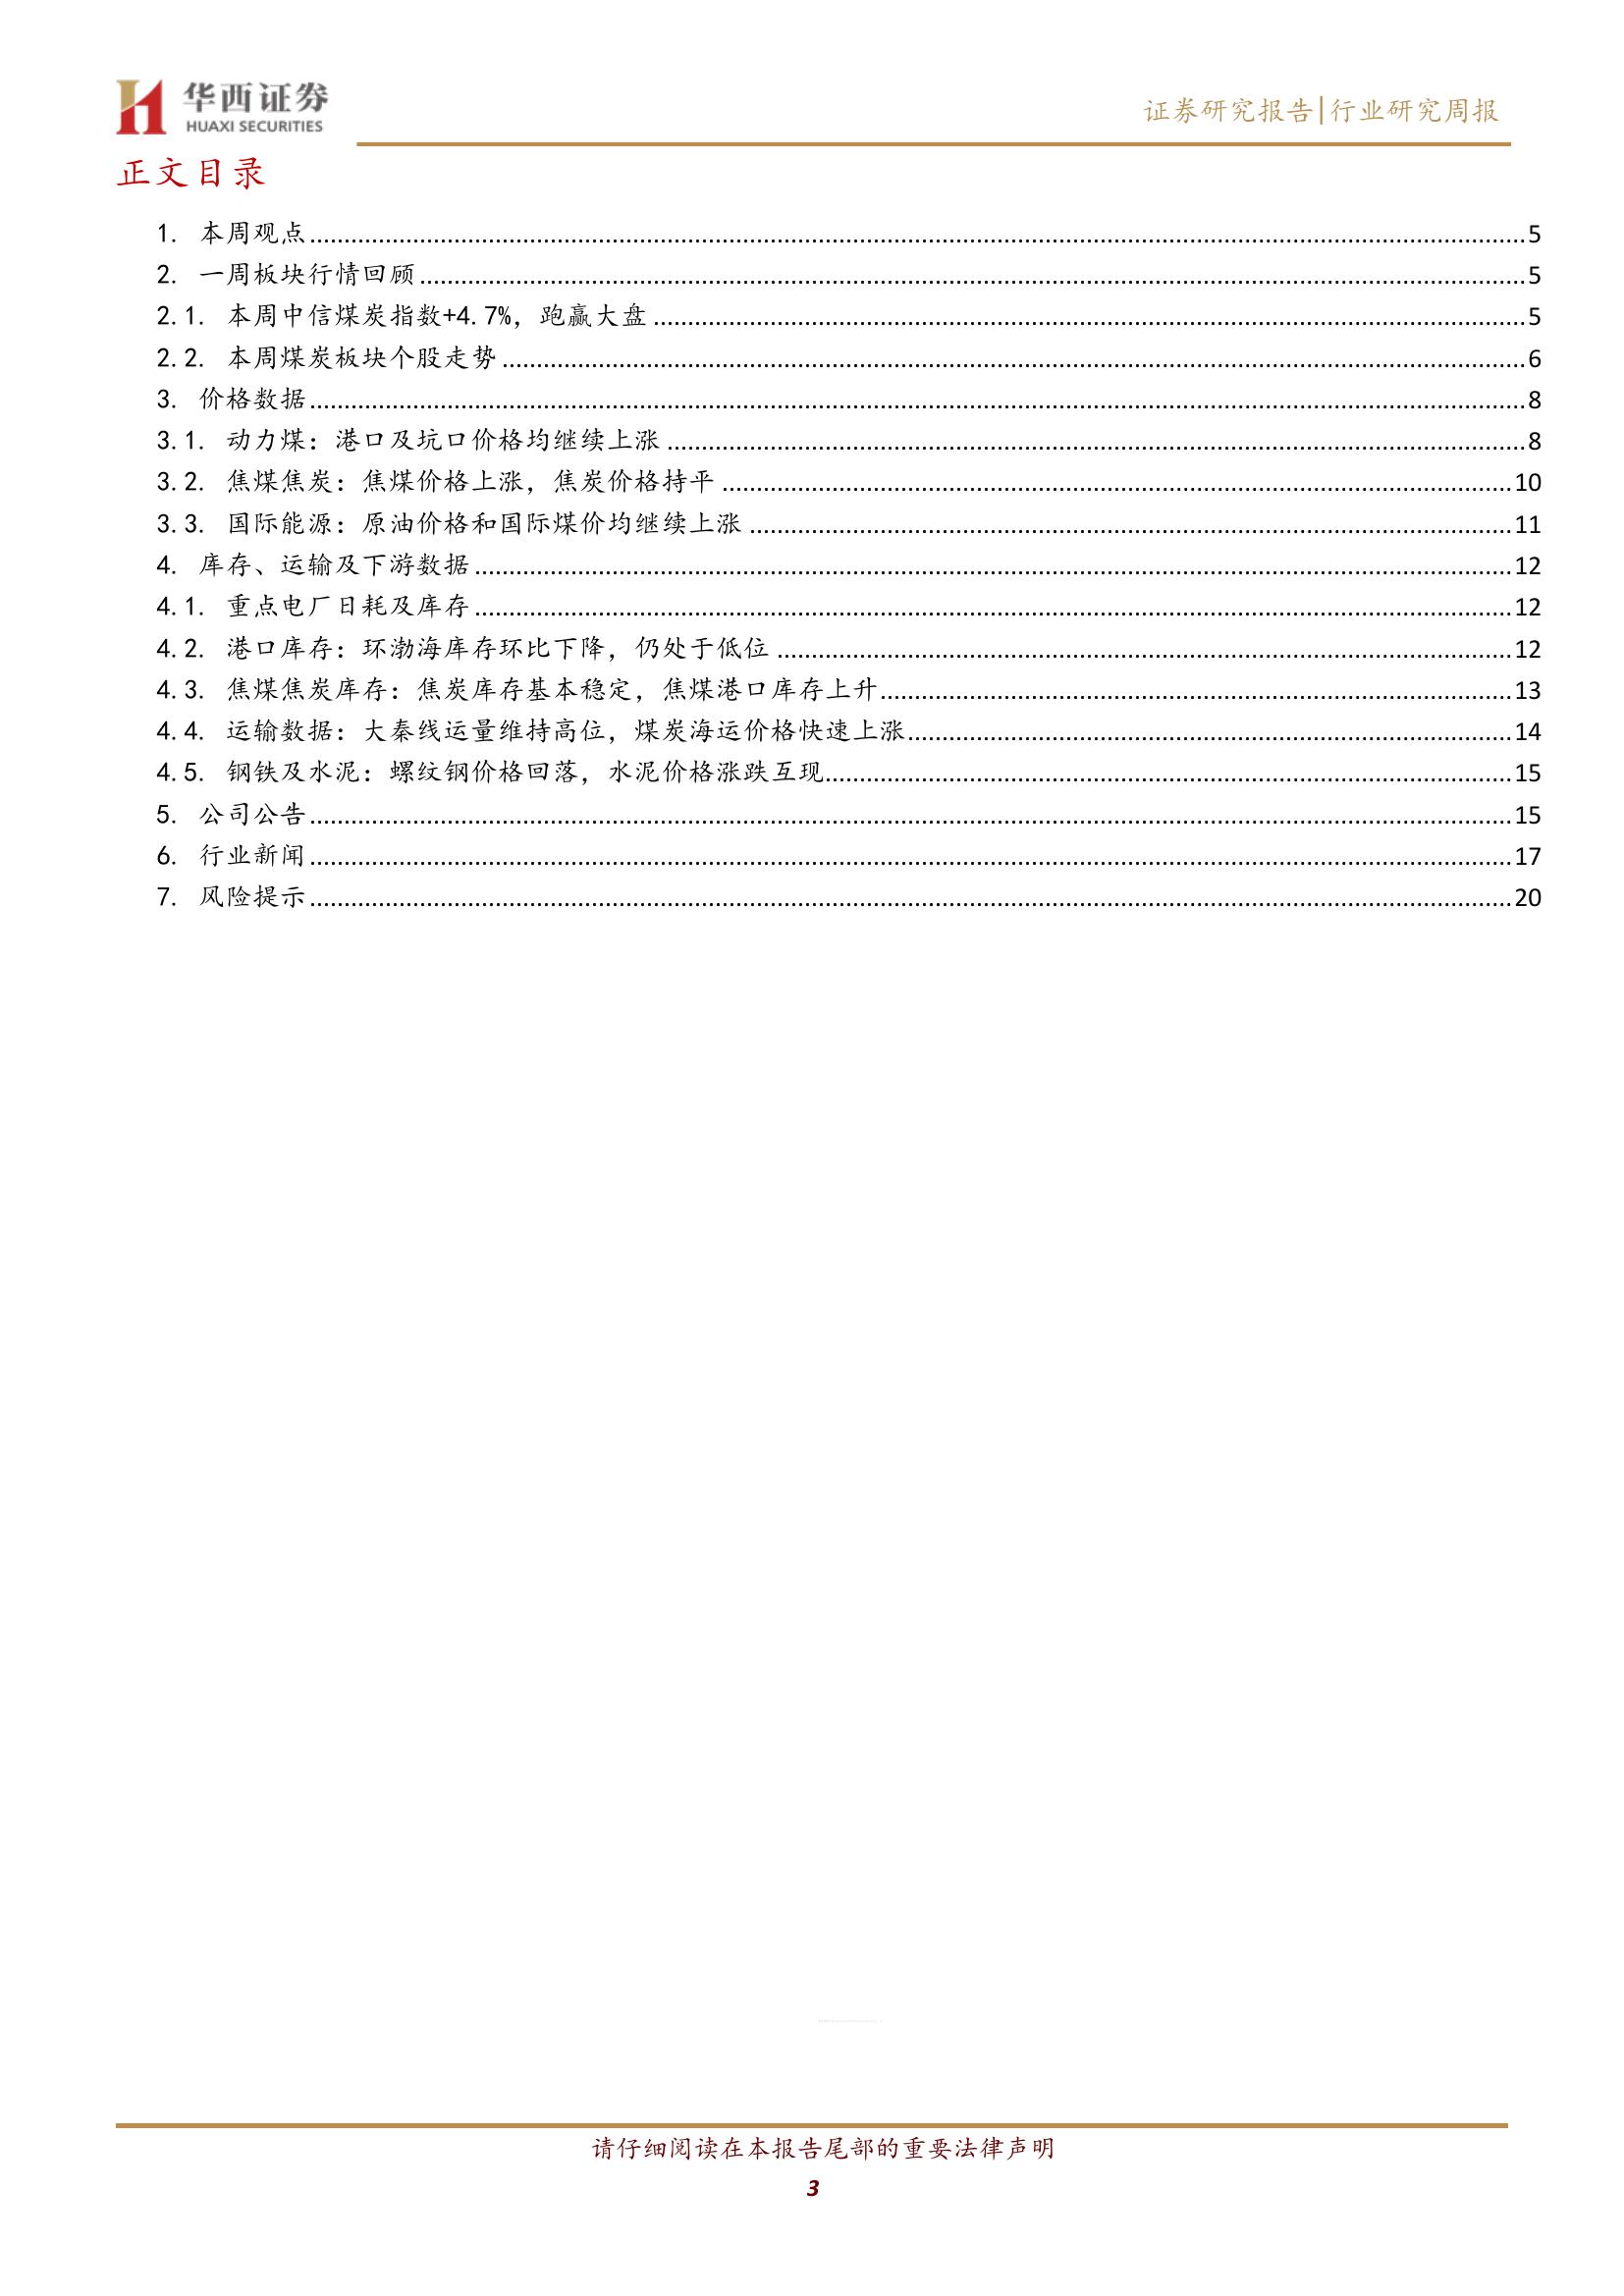 华西证券
HUAXI SECURITIES
证券研究报告|行业研究周报
正文目录
1. 本周观点........................................5
2. 一周板块行情回顾........................................5
2.1. 本周中信煤炭指数+4.7%，跑赢大盘........................................5
2.2. 本周煤炭板块个股走势........................................6
3. 价格数据........................................8
3.1. 动力煤：港口及坑口价格均继续上涨........................................8
3.2. 焦煤焦炭：焦煤价格上涨，焦炭价格持平........................................10
3.3. 国际能源：原油价格和国际煤价均继续上涨........................................11
4. 库存、运输及下游数据........................................12
4.1. 重点电厂日耗及库存........................................12
4.2. 港口库存：环渤海库存环比下降，仍处于低位........................................12
4.3. 焦煤焦炭库存：焦炭库存基本稳定，焦煤港口库存上升........................................13
4.4. 运输数据：大秦线运量维持高位，煤炭海运价格快速上涨........................................14
4.5. 钢铁及水泥：螺纹钢价格回落，水泥价格涨跌互现........................................15
5. 公司公告........................................15
6. 行业新闻........................................17
7. 风险提示........................................20
请仔细阅读在本报告尾部的重要法律声明
3